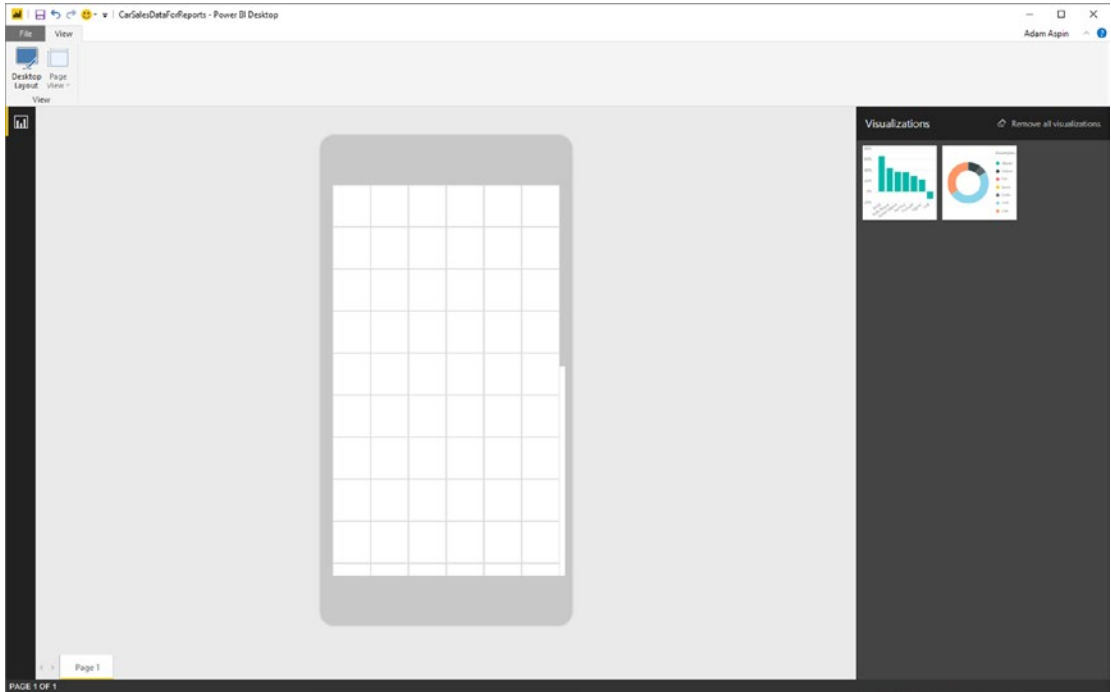 CarSalesDataForReports - Power BI Desktop
File View Adam Aspin
Desktop Layout
Page View
View
Visualizations Remove all visualizations
Page 1
PAGE 1 OF 1